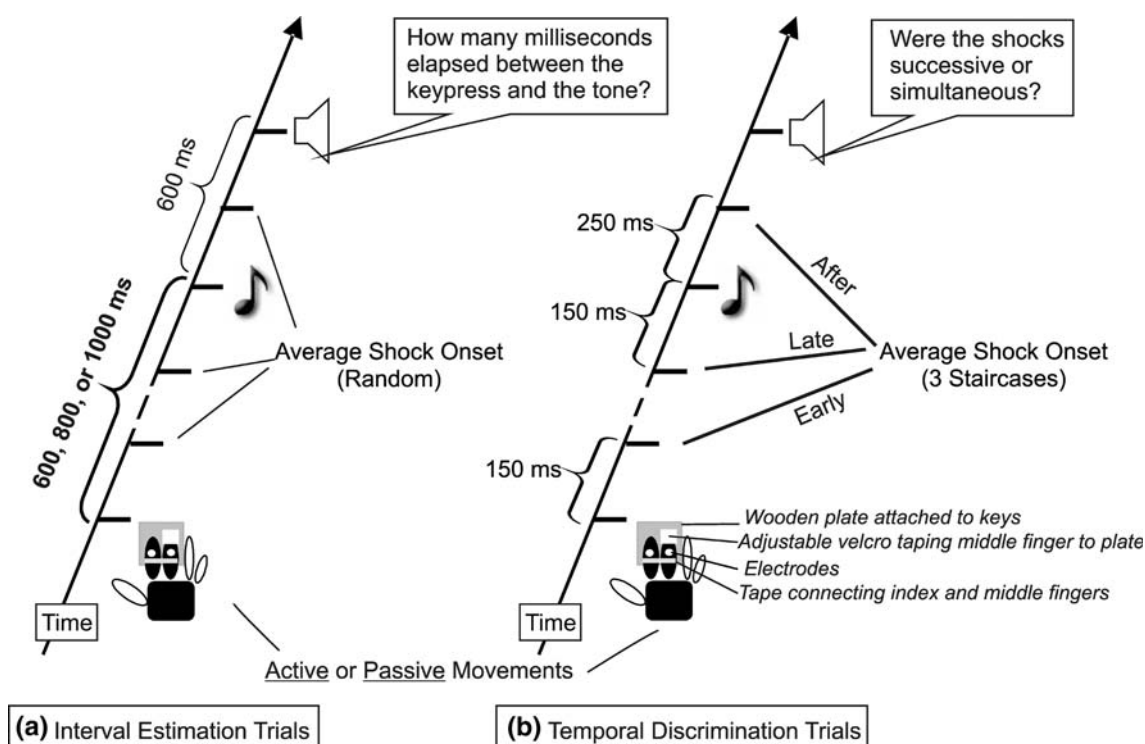 How many milliseconds
elapsed between the
keypress and the tone?
600 ms
600, 800, or 1000 ms
Average Shock Onset
(Random)
Time
Were the shocks
successive or
simultaneous?
250 ms
After
150 ms
Late
Average Shock Onset
(3 Staircases)
Early
150 ms
Wooden plate attached to keys
Adjustable velcro taping middle finger to plate
Electrodes
Tape connecting index and middle fingers
Time
Active or Passive Movements
(a) Interval Estimation Trials
(b) Temporal Discrimination Trials